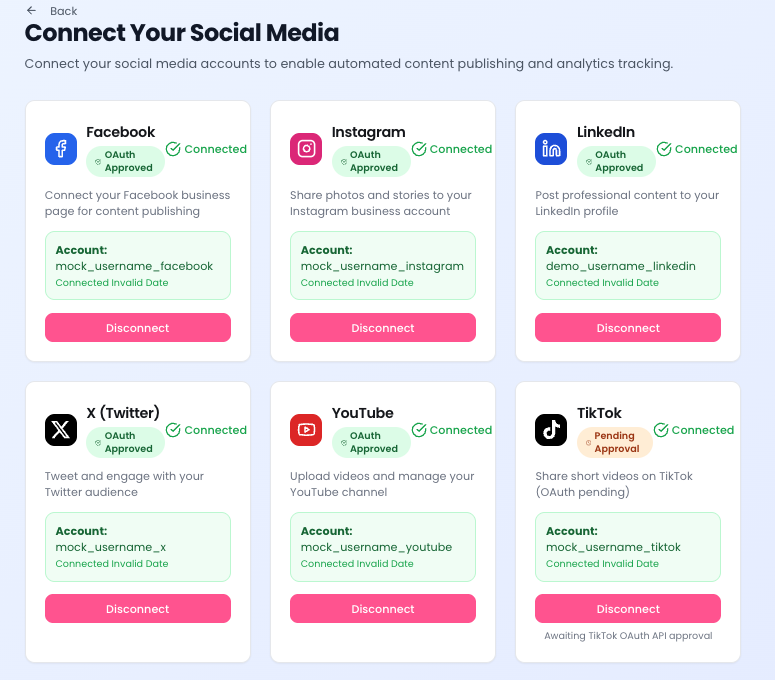 Back
Connect Your Social Media
Connect your social media accounts to enable automated content publishing and analytics tracking.
Facebook
OAuth
Approved
Connected
Connect your Facebook business
page for content publishing
Account:
mock_username_facebook
Connected Invalid Date
Disconnect
Instagram
OAuth
Approved
Connected
Share photos and stories to your
Instagram business account
Account:
mock_username_instagram
Connected Invalid Date
Disconnect
LinkedIn
OAuth
Approved
Connected
Post professional content to your
LinkedIn profile
Account:
demo_username_linkedin
Connected Invalid Date
Disconnect
X (Twitter)
OAuth
Approved
Connected
Tweet and engage with your
Twitter audience
Account:
mock_username_x
Connected Invalid Date
Disconnect
YouTube
OAuth
Approved
Connected
Upload videos and manage your
YouTube channel
Account:
mock_username_youtube
Connected Invalid Date
Disconnect
TikTok
Pending
Approval
Connected
Share short videos on TikTok
(OAuth pending)
Account:
mock_username_tiktok
Connected Invalid Date
Disconnect
Awaiting TikTok OAuth API approval